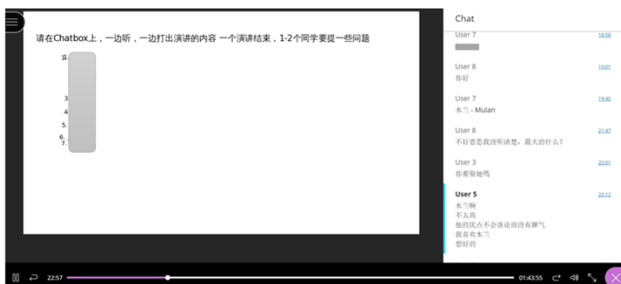 请在Chatbox上，一边听，一边打出演讲的内容 一个演讲结束，1-2个同学要提一些问题
3
4
5.
6.
7.
Chat
User 7 18:58
User 8 19:01
你好
User 7 19:45
木兰 - Mulan
User 8 21:47
不好意思我没听清楚，最大的什么？
User 3 22:01
你要娶她吗
User 5 22:12
木兰啊
不太高
他的优点不会谈论而没有脾气
我喜欢木兰
想好的
22:57
01:43:55